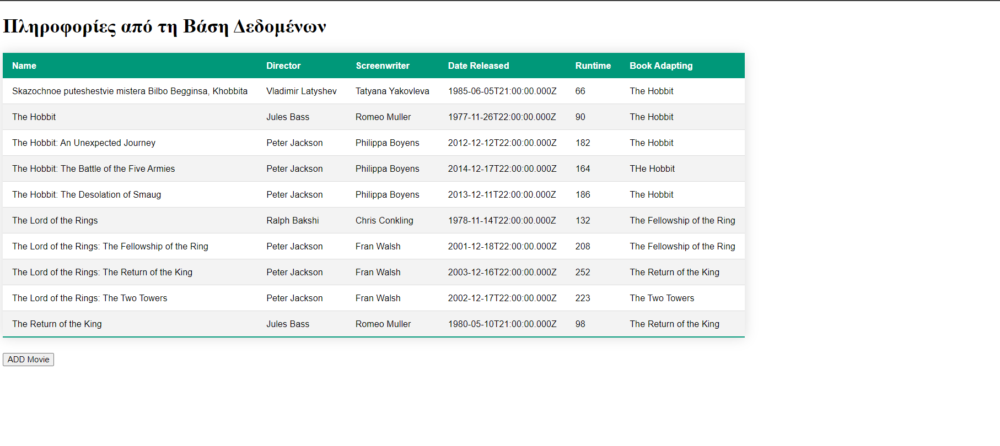 Πληροφορίες από τη Βάση Δεδομένων
Name Director Screenwriter Date Released Runtime Book Adapting
Skazochnoe puteshestvie mistera Bilbo Begginsa, Khobbita Vladimir Latyshev Tatyana Yakovleva 1985-06-05T21:00:00.000Z 66 The Hobbit
The Hobbit Jules Bass Romeo Muller 1977-11-26T22:00:00.000Z 90 The Hobbit
The Hobbit: An Unexpected Journey Peter Jackson Philippa Boyens 2012-12-12T22:00:00.000Z 182 The Hobbit
The Hobbit: The Battle of the Five Armies Peter Jackson Philippa Boyens 2014-12-17T22:00:00.000Z 164 THe Hobbit
The Hobbit: The Desolation of Smaug Peter Jackson Philippa Boyens 2013-12-11T22:00:00.000Z 186 The Hobbit
The Lord of the Rings Ralph Bakshi Chris Conkling 1978-11-14T22:00:00.000Z 132 The Fellowship of the Ring
The Lord of the Rings: The Fellowship of the Ring Peter Jackson Fran Walsh 2001-12-18T22:00:00.000Z 208 The Fellowship of the Ring
The Lord of the Rings: The Return of the King Peter Jackson Fran Walsh 2003-12-16T22:00:00.000Z 252 The Return of the King
The Lord of the Rings: The Two Towers Peter Jackson Fran Walsh 2002-12-17T22:00:00.000Z 223 The Two Towers
The Return of the King Jules Bass Romeo Muller 1980-05-10T21:00:00.000Z 98 The Return of the King
ADD Movie